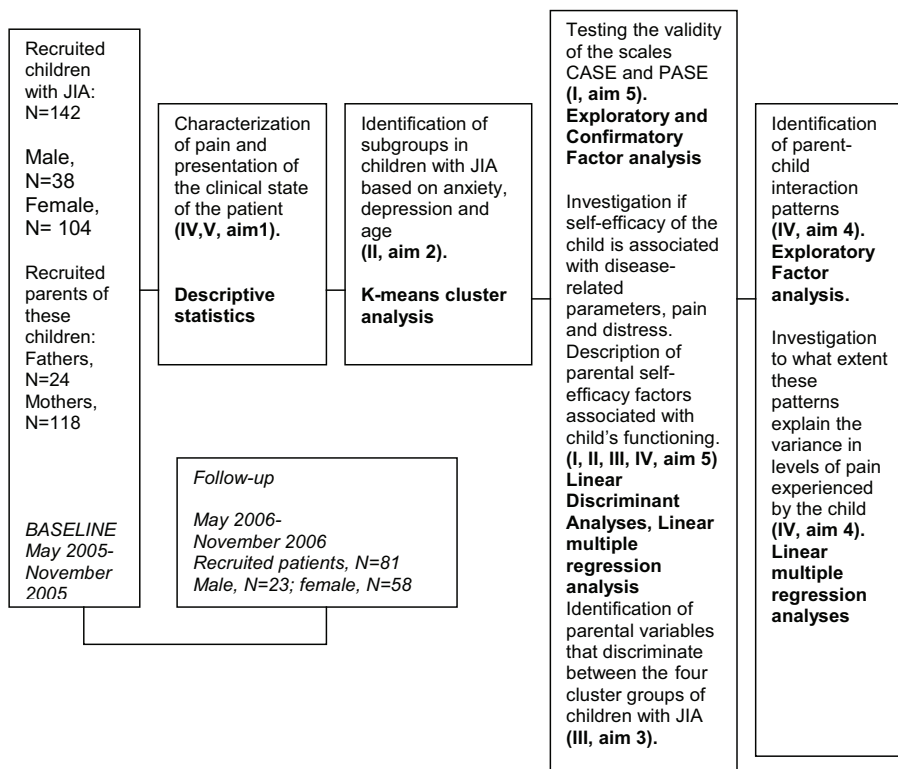 Recruited
children
with JIA:
N=142
Male,
N=38
Female,
N= 104
Recruited
parents of
these
children:
Fathers,
N=24
Mothers,
N=118
BASELINE
May 2005-
November
2005
Characterization
of pain and
presentation of
the clinical state
of the patient
(IV,V, aim1).
Descriptive
statistics
Identification of
subgroups in
children with JIA
based on anxiety,
depression and
age
(II, aim 2).
K-means cluster
analysis
Follow-up
May 2006-
November 2006
Recruited patients, N=81
Male, N=23; female, N=58
Testing the validity
of the scales
CASE and PASE
(I, aim 5).
Exploratory and
Confirmatory
Factor analysis
Investigation if
self-efficacy of the
child is associated
with disease-
related
parameters, pain
and distress.
Description of
parental self-
efficacy factors
associated with
child's functioning.
(I, II, III, IV, aim 5)
Linear
Discriminant
Analyses, Linear
multiple
regression
analysis
Identification of
parental variables
that discriminate
between the four
cluster groups of
children with JIA
(III, aim 3).
Identification
of parent-
child
interaction
patterns
(IV, aim 4).
Exploratory
Factor
analysis.
Investigation
to what extent
these
patterns
explain the
variance in
levels of pain
experienced
by the child
(IV, aim 4).
Linear
multiple
regression
analyses